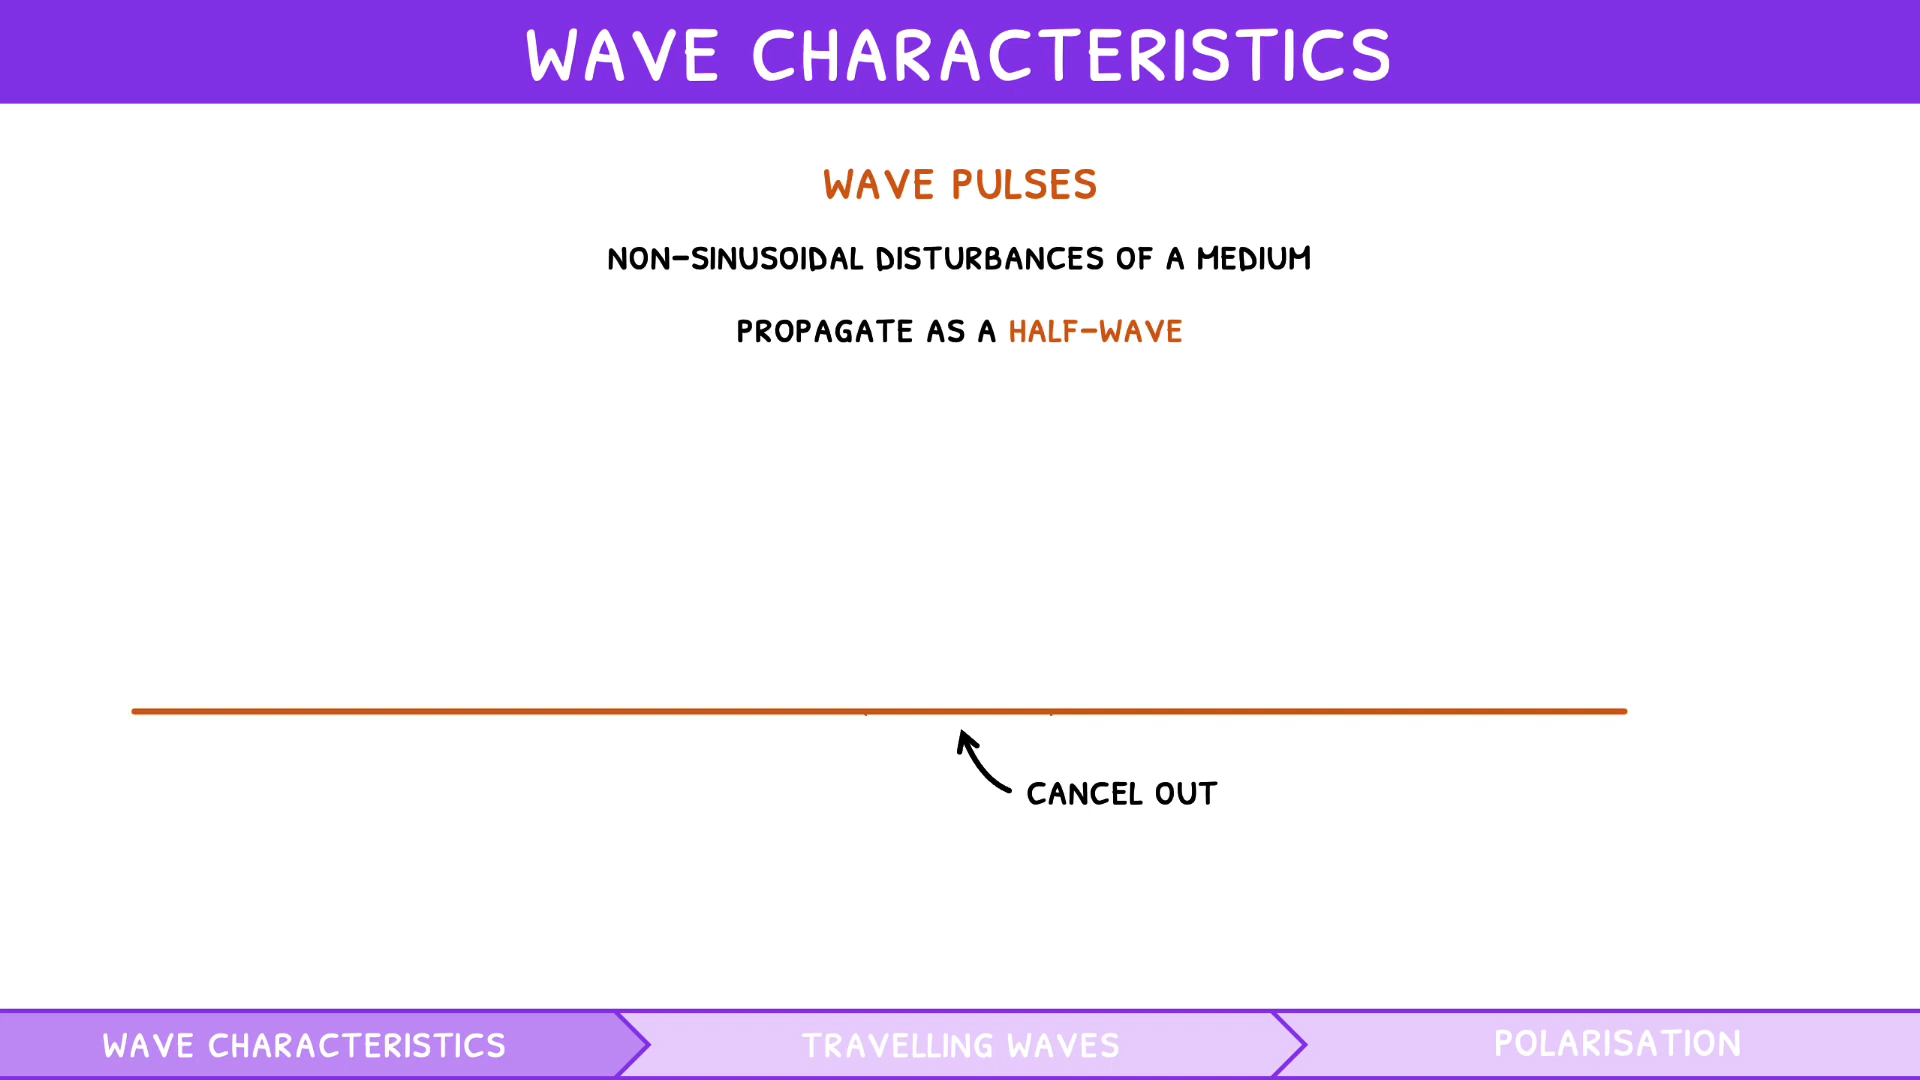 WAVE CHARACTERISTICS
WAVE PULSES
NON-SINUSOIDAL DISTURBANCES OF A MEDIUM
PROPAGATE AS A HALF-WAVE
CANCEL OUT
WAVE CHARACTERISTICS
TRAVELLING WAVES
POLARISATION